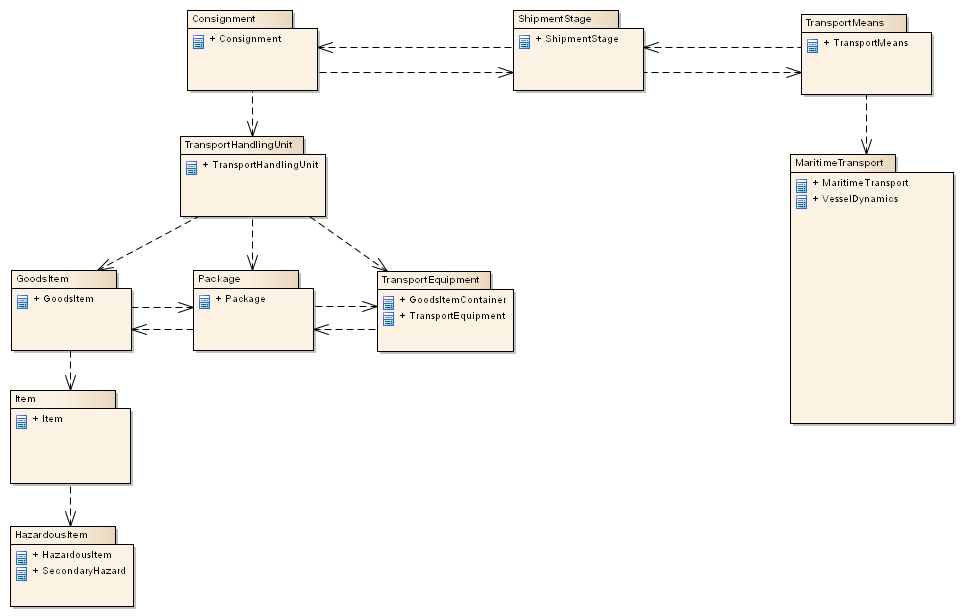 Consignment
+ Consignment
ShipmentStage
+ ShipmentStage
TransportMeans
+ TransportMeans
TransportHandlingUnit
+ TransportHandlingUnit
MaritimeTransport
+ MaritimeTransport
+ VesselDynamics
GoodsItem
+ GoodsItem
Package
+ Package
TransportEquipment
+ GoodsItemContainer
+ TransportEquipment
Item
+ Item
HazardousItem
+ HazardousItem
+ SecondaryHazard